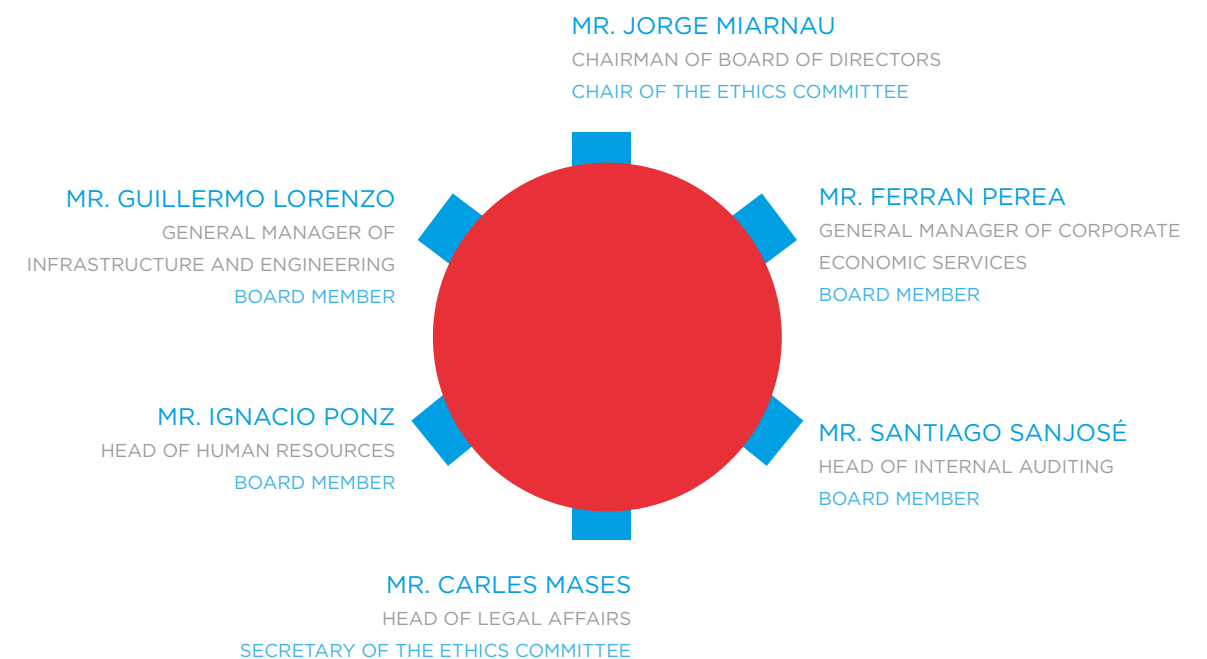 MR. JORGE MIARNAU
CHAIRMAN OF BOARD OF DIRECTORS
CHAIR OF THE ETHICS COMMITTEE
MR. GUILLERMO LORENZO
GENERAL MANAGER OF
INFRASTRUCTURE AND ENGINEERING
BOARD MEMBER
MR. FERRAN PEREA
GENERAL MANAGER OF CORPORATE
ECONOMIC SERVICES
BOARD MEMBER
MR. IGNACIO PONZ
HEAD OF HUMAN RESOURCES
BOARD MEMBER
MR. SANTIAGO SANJOSÉ
HEAD OF INTERNAL AUDITING
BOARD MEMBER
MR. CARLES MASES
HEAD OF LEGAL AFFAIRS
SECRETARY OF THE ETHICS COMMITTEE